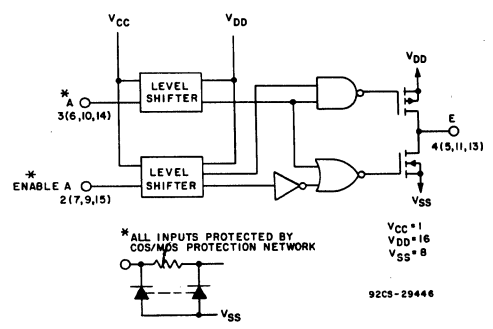 VCC
VDD
LEVEL
SHIFTER
*
A
3(6,10,14)
VDD
E
4(5,11,13)
LEVEL
SHIFTER
*
ENABLE A
2(7,9,15)
VSS
* ALL INPUTS PROTECTED BY
COS/MOS PROTECTION NETWORK
VSS
VCC=1
VDD=16
VSS=8
92CS-29446